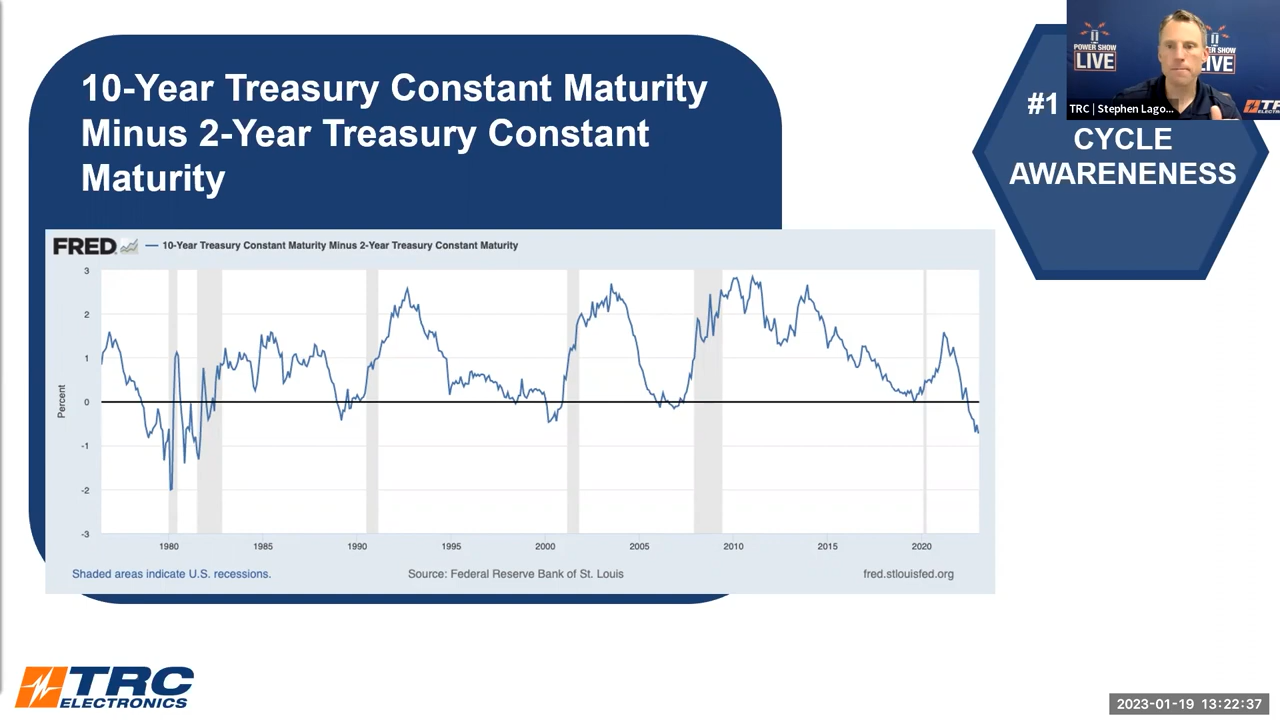 10-Year Treasury Constant Maturity
Minus 2-Year Treasury Constant
Maturity
#1
CYCLE
AWARENENESS
POWER SHOW
LIVE
SHOW
LIVE
TRC | Stephen Lago...
FRED
10-Year Treasury Constant Maturity Minus 2-Year Treasury Constant Maturity
Percent
3
2
1
0
-1
-2
-3
1980 1985 1990 1995 2000 2005 2010 2015 2020
Shaded areas indicate U.S. recessions. Source: Federal Reserve Bank of St. Louis fred.stlouisfed.org
TRC
ELECTRONICS
2023-01-19 13:22:37